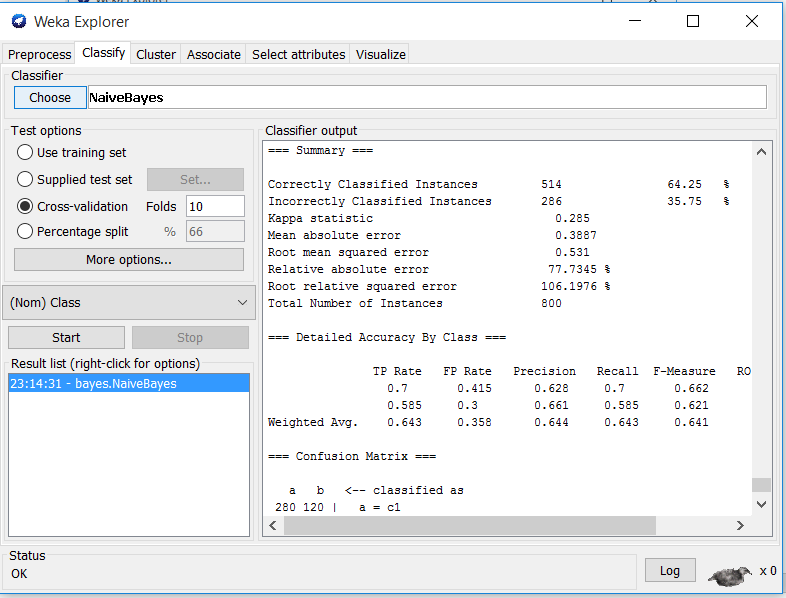 Weka Explorer
Preprocess Classify Cluster Associate Select attributes Visualize
Classifier
Choose NaiveBayes
Test options
Use training set
Supplied test set Set...
Cross-validation Folds 10
Percentage split % 66
More options...
(Nom) Class
Start Stop
Result list (right-click for options)
23:14:31 - bayes.NaiveBayes
Classifier output
=== Summary ===
Correctly Classified Instances 514 64.25 %
Incorrectly Classified Instances 286 35.75 %
Kappa statistic 0.285
Mean absolute error 0.3887
Root mean squared error 0.531
Relative absolute error 77.7345 %
Root relative squared error 106.1976 %
Total Number of Instances 800
=== Detailed Accuracy By Class ===
TP Rate FP Rate Precision Recall F-Measure RO
0.7 0.415 0.628 0.7 0.662
0.585 0.3 0.661 0.585 0.621
Weighted Avg. 0.643 0.358 0.644 0.643 0.641
=== Confusion Matrix ===
a b <-- classified as
280 120 | a = c1
Status
OK
Log x 0